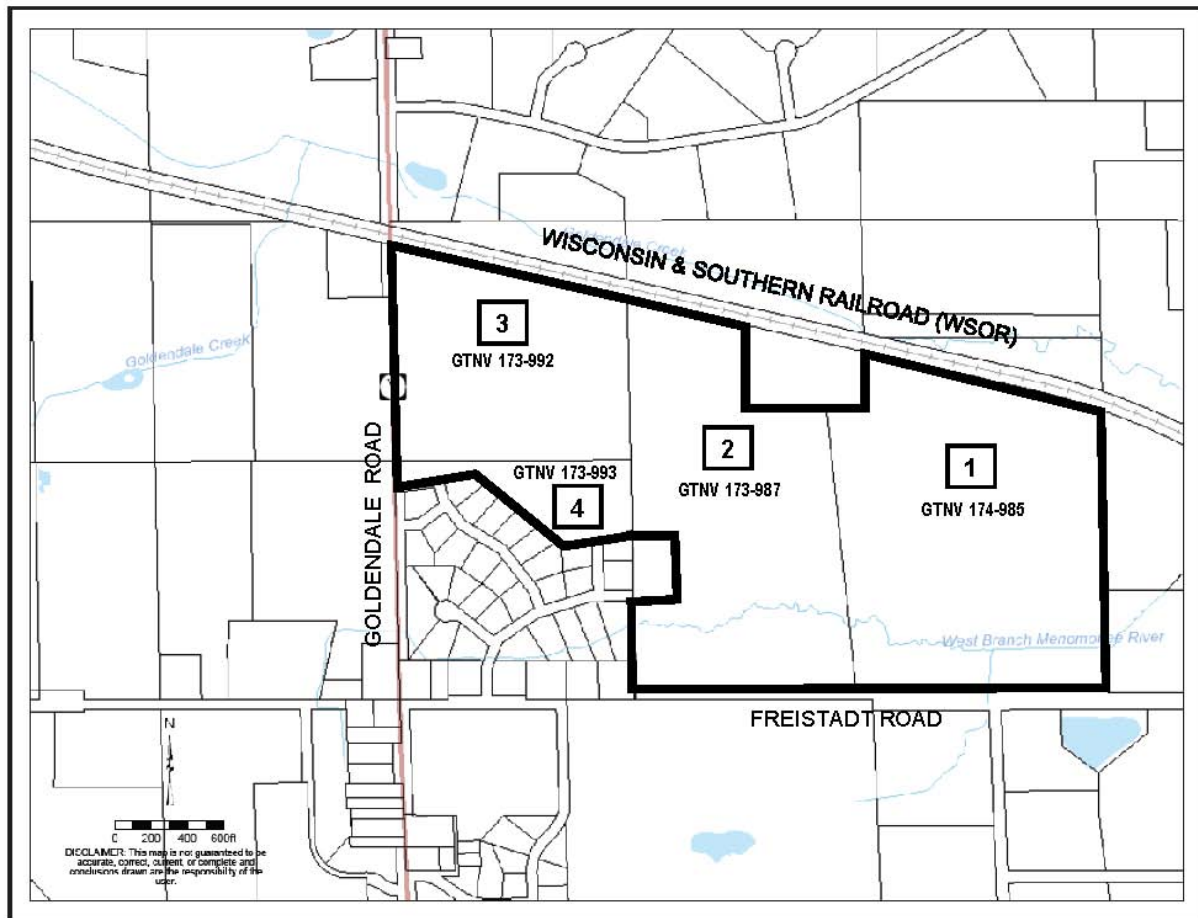 Goldendale Creek
WISCONSIN & SOUTHERN RAILROAD (WSOR)
3
GTNV 173-992
Goldendale Creek
Y
GOLDENDALE ROAD
GTNV 173-993
4
2
GTNV 173-987
1
GTNV 174-985
West Branch Menomonee River
FREISTADT ROAD
N
0 200 400 600ft
DISCLAIMER: This map is not guaranteed to be
accurate, correct, current, or complete and
conclusions drawn are the responsibility of the
user.